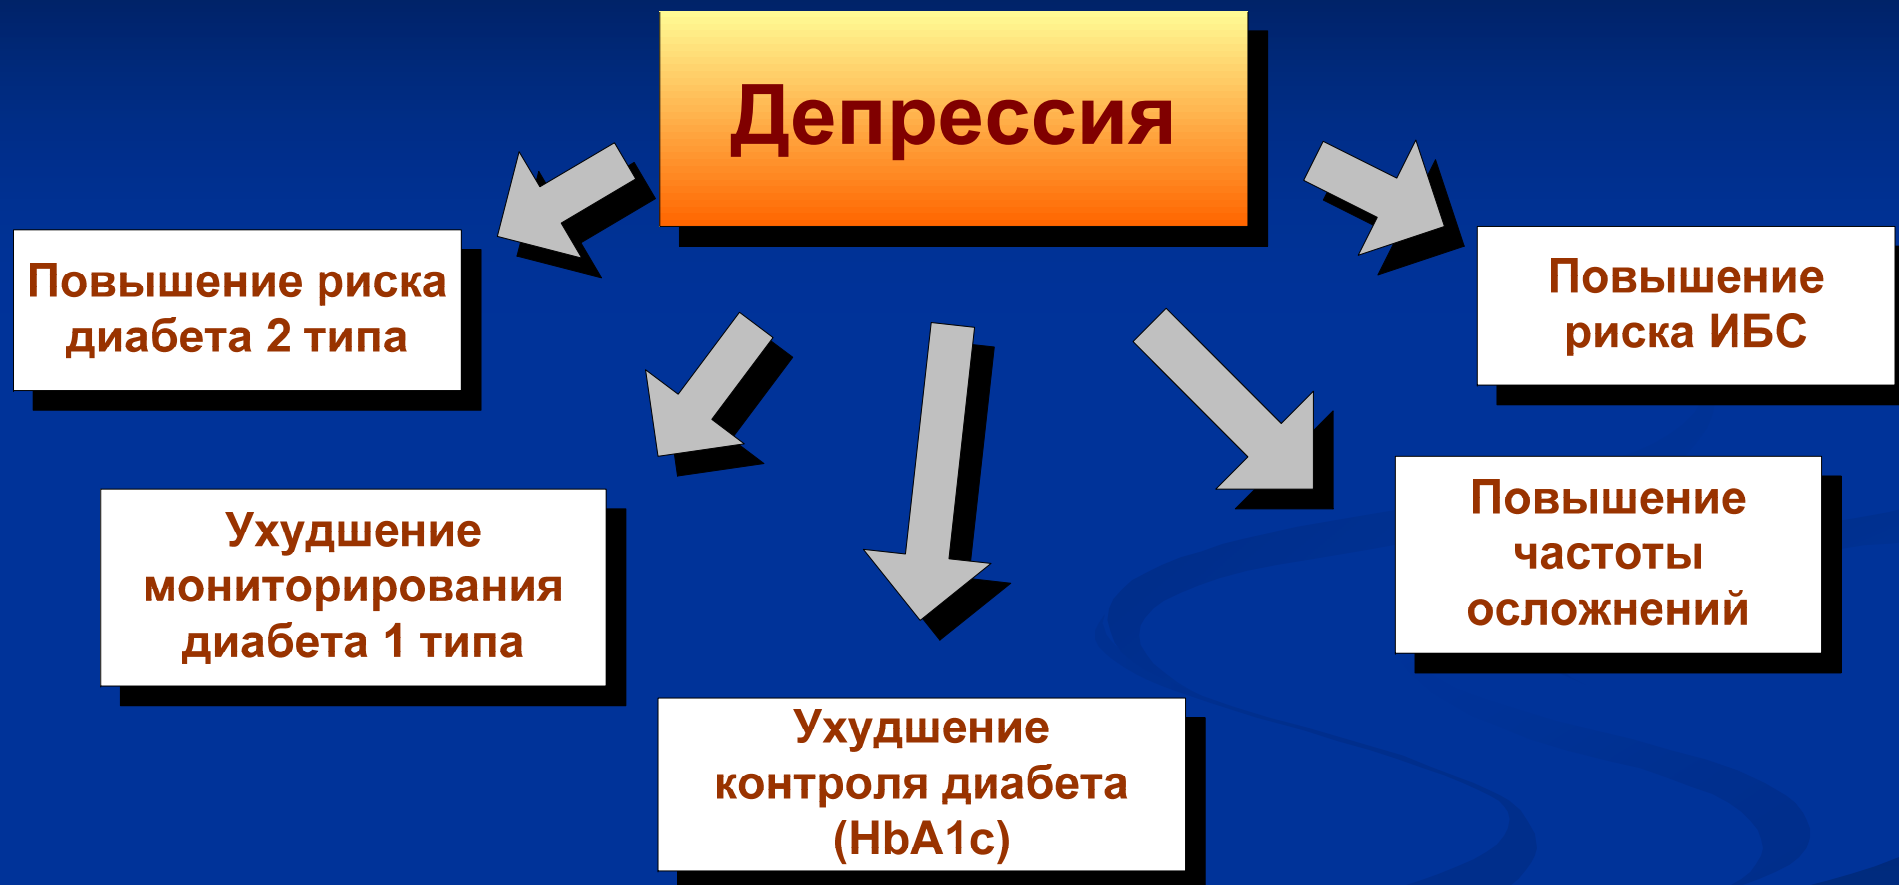 Депрессия
Повышение риска
диабета 2 типа
Повышение
риска ИБС
Ухудшение
мониторирования
диабета 1 типа
Повышение
частоты
осложнений
Ухудшение
контроля диабета
(HbA1c)